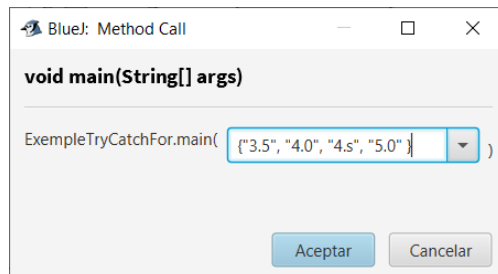 BlueJ: Method Call
void main(String[] args)
ExempleTryCatchFor.main( {"3.5", "4.0", "4.s", "5.0" } )
Aceptar Cancelar